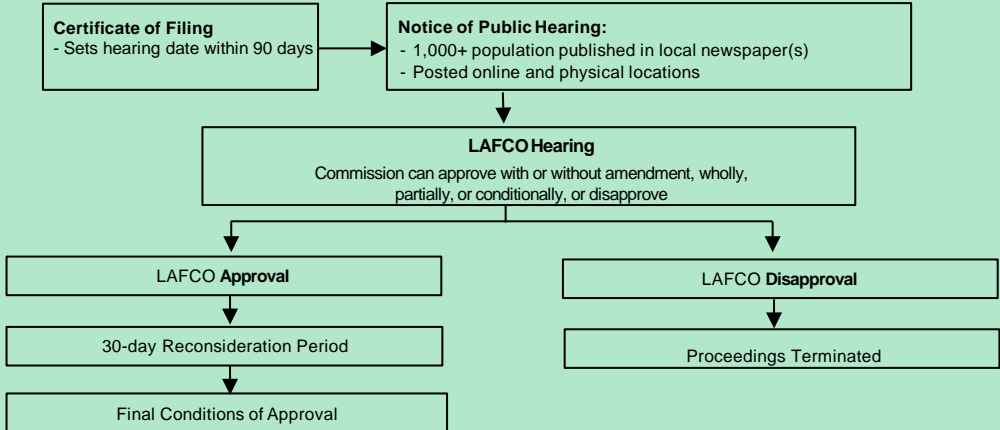 Certificate of Filing
- Sets hearing date within 90 days
Notice of Public Hearing:
- 1,000+ population published in local newspaper(s)
- Posted online and physical locations
LAFCO Hearing
Commission can approve with or without amendment, wholly,
partially, or conditionally, or disapprove
LAFCO Approval
LAFCO Disapproval
30-day Reconsideration Period
Proceedings Terminated
Final Conditions of Approval